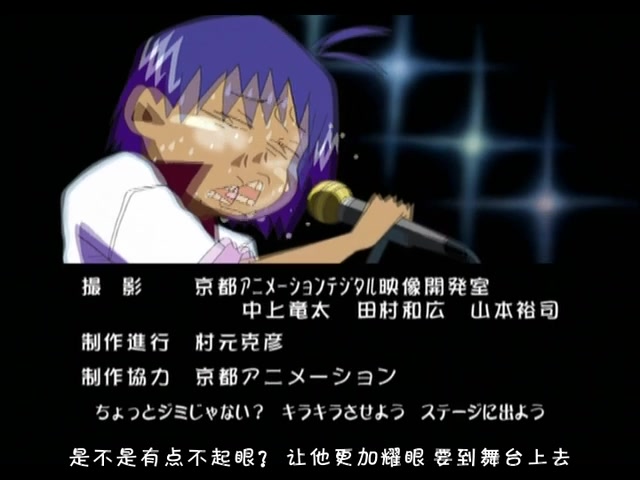 撮　影　　京都ｱﾆﾒｰｼｮﾝﾃﾞｼﾞﾀﾙ映像開発室
中上竜太　田村和広　山本裕司
制作進行　村元克彦
制作協力　京都アニメーション
ちょっとジミじゃない？　キラキラさせよう　ステージに出よう
是不是有点不起眼?　让他更加耀眼 要到舞台上去